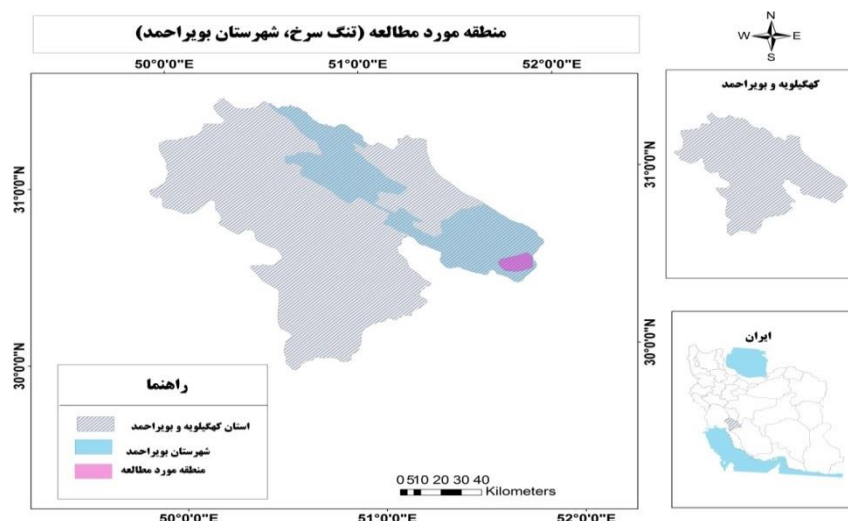 منطقه مورد مطالعه (تنگ سرخ، شهرستان بویراحمد)
N
W E
S
50°0'0"E 51°0'0"E 52°0'0"E
31°0'0"N
30°0'0"N
31°0'0"N
30°0'0"N
کهگیلویه و بویراحمد
ایران
راهنما
استان کهگیلویه و بویراحمد
شهرستان بویراحمد
منطقه مورد مطالعه
0 5 10 20 30 40
Kilometers
50°0'0"E 51°0'0"E 52°0'0"E